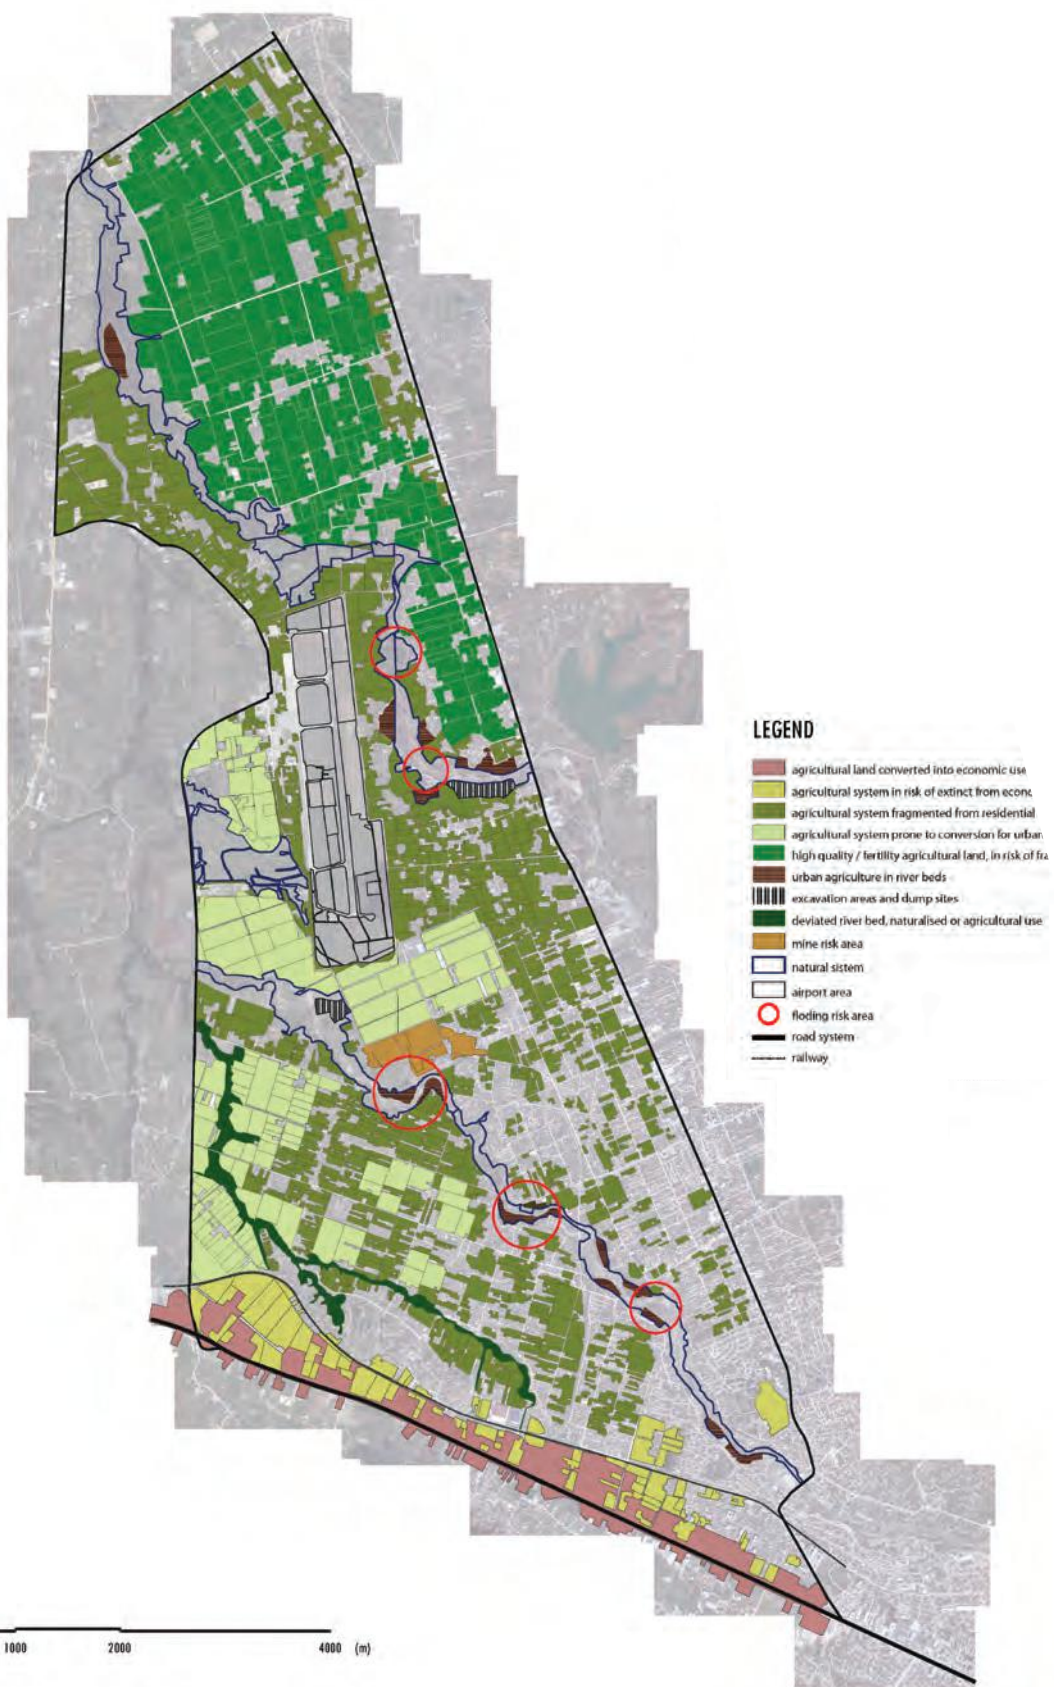 LEGEND
agricultural land converted into economic use
agricultural system in risk of extinct from econc
agricultural system fragmented from residential
agricultural system prone to conversion for urban
high quality / fertility agricultural land, in risk of fra
urban agriculture in river beds
excavation areas and dump sites
deviated river bed, naturalised or agricultural use
mine risk area
natural sistem
airport area
floding risk area
road system
railway
1000 2000 4000 (m)